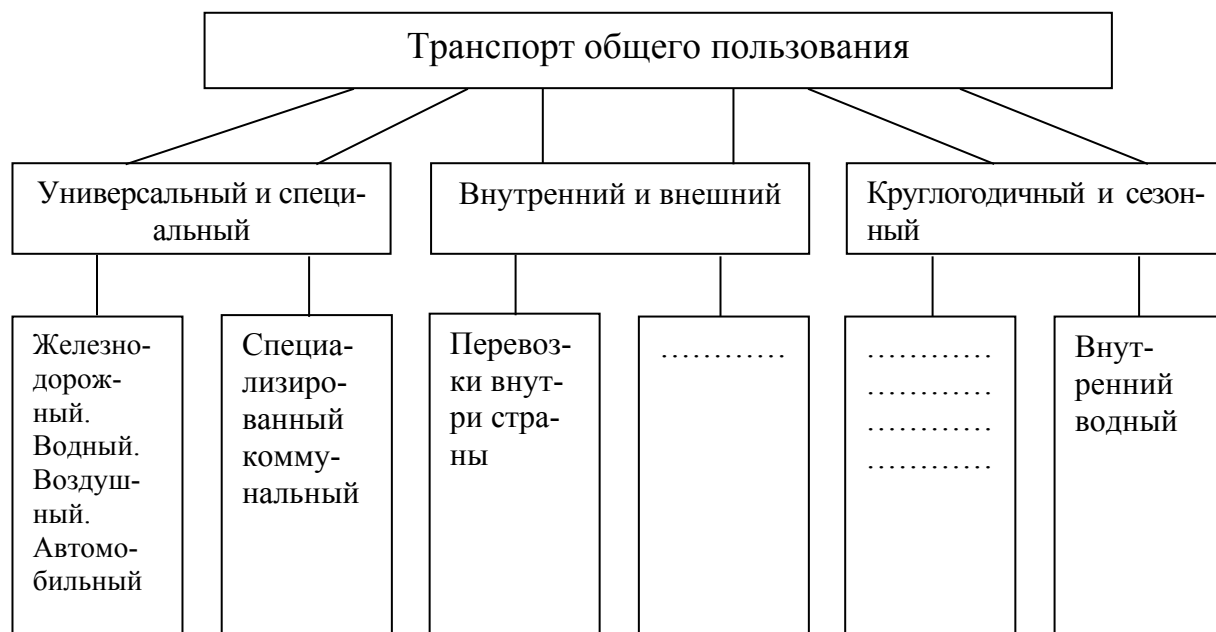 Транспорт общего пользования
Универсальный и специ-
альный
Внутренний и внешний
Круглогодичный и сезон-
ный
Железно-
дорож-
ный.
Водный.
Воздуш-
ный.
Автомо-
бильный
Специа-
лизиро-
ванный
комму-
нальный
Перевоз-
ки внут-
ри стра-
ны
…………
…………
…………
…………
…………
Внут-
ренний
водный